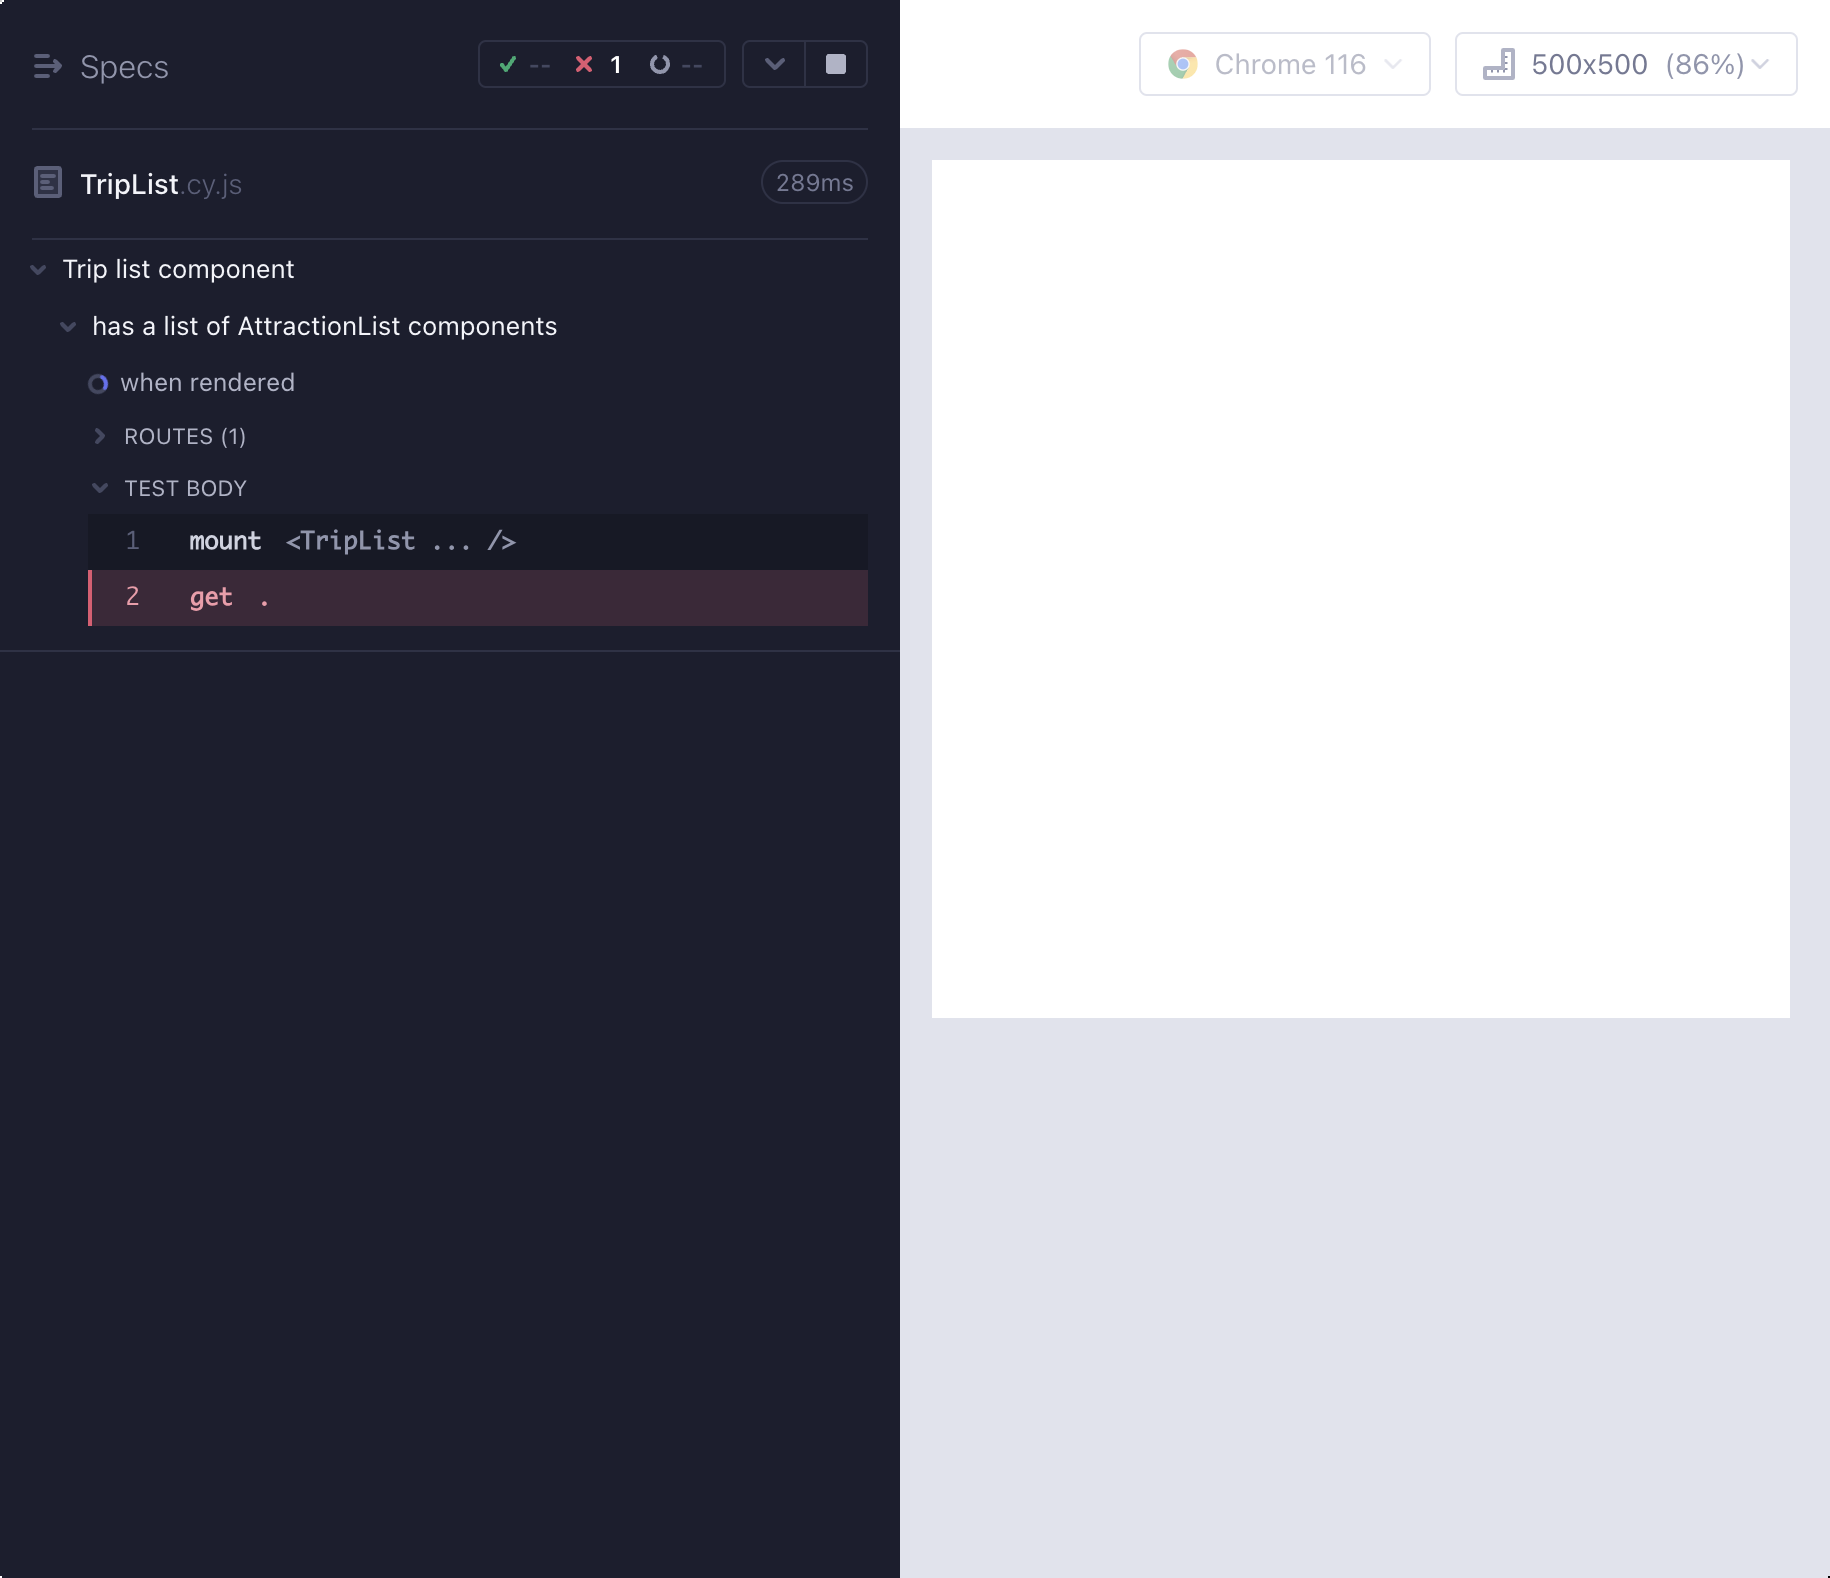 Specs
-- 1 --
TripList.cy.js
289ms
Trip list component
has a list of AttractionList components
when rendered
ROUTES (1)
TEST BODY
1 mount <TripList ... />
2 get .
Chrome 116
500x500 (86%)